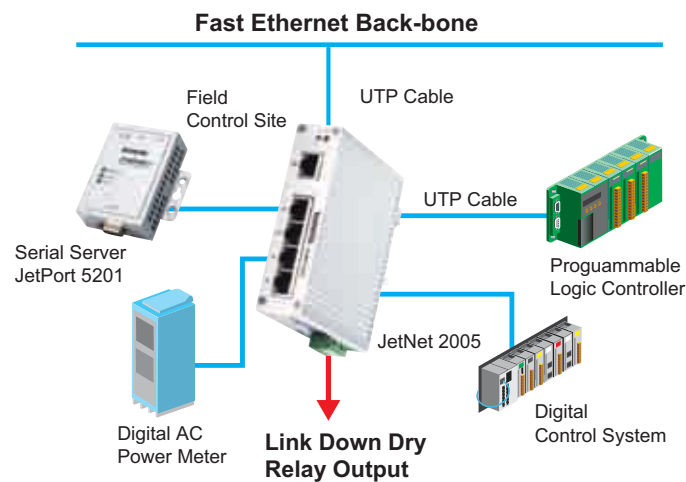 Fast Ethernet Back-bone
Field
Control Site
UTP Cable
UTP Cable
Serial Server
JetPort 5201
Proguammable
Logic Controller
JetNet 2005
Digital AC
Power Meter
Link Down Dry
Relay Output
Digital
Control System